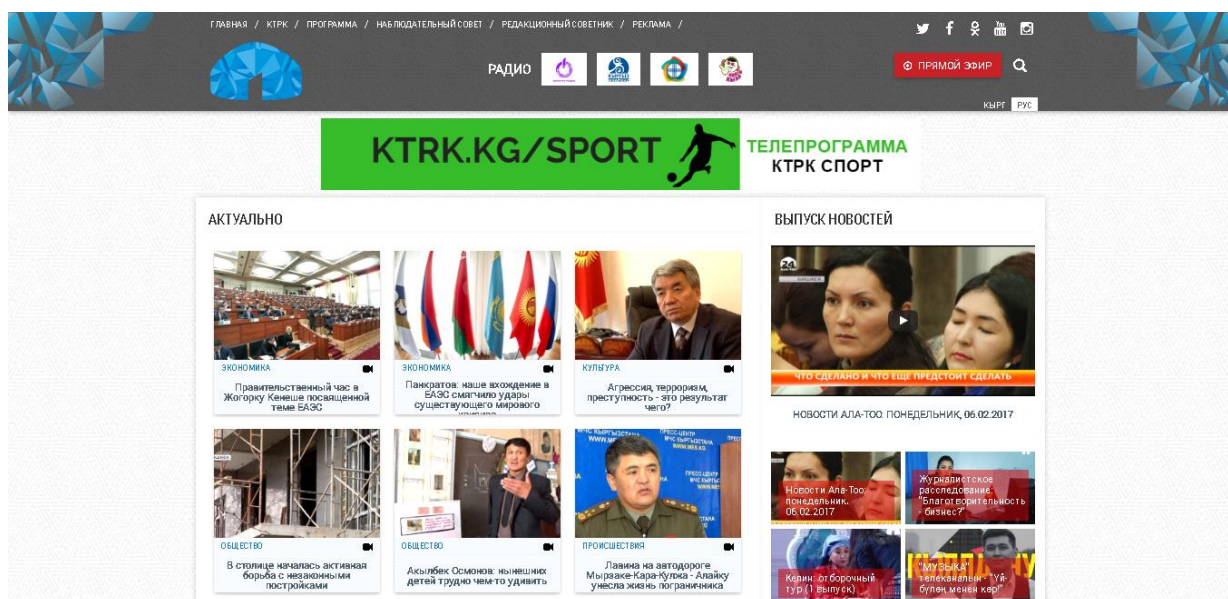 ГЛАВНАЯ / КТРК / ПРОГРАММА / НАБЛЮДАТЕЛЬНЫЙ СОВЕТ / РЕДАКЦИОННЫЙ СОВЕТНИК / РЕКЛАМА /
РАДИО
ПРЯМОЙ ЭФИР
КЫРГ РУС
KTRK.KG/SPORT
ТЕЛЕПРОГРАММА
КТРК СПОРТ
АКТУАЛЬНО
ЭКОНОМИКА
Правительственный час в
Жогорку Кенеше посвященной
теме ЕАЭС
ЭКОНОМИКА
Панкратов: наше вхождение в
ЕАЭС смягчило удары
существующего мирового
КУЛЬТУРА
Агрессия, терроризм,
преступность - это результат
чего?
ОБЩЕСТВО
В столице началась активная
борьба с незаконными
постройками
ОБЩЕСТВО
Акылбек Осмонов: нынешних
детей трудно чем-то удивить
ПРОИСШЕСТВИЯ
Лавина на автодороге
Мырзаке-Кара-Кулжа - Алайку
унесла жизнь пограничника
ВЫПУСК НОВОСТЕЙ
24
ЧТО СДЕЛАНО И ЧТО ЕЩЕ ПРЕДСТОИТ СДЕЛАТЬ
НОВОСТИ АЛА-ТОО: ПОНЕДЕЛЬНИК, 06.02.2017
Новости Ала-Тоо:
понедельник,
06.02.2017
Журналистское
расследование:
"Благотворительность
- бизнес?"
Келин: отборочный
тур (1 выпуск)
"МУЗЫКА"
телеканалын - "Үй-
бүлөң менен көр!"